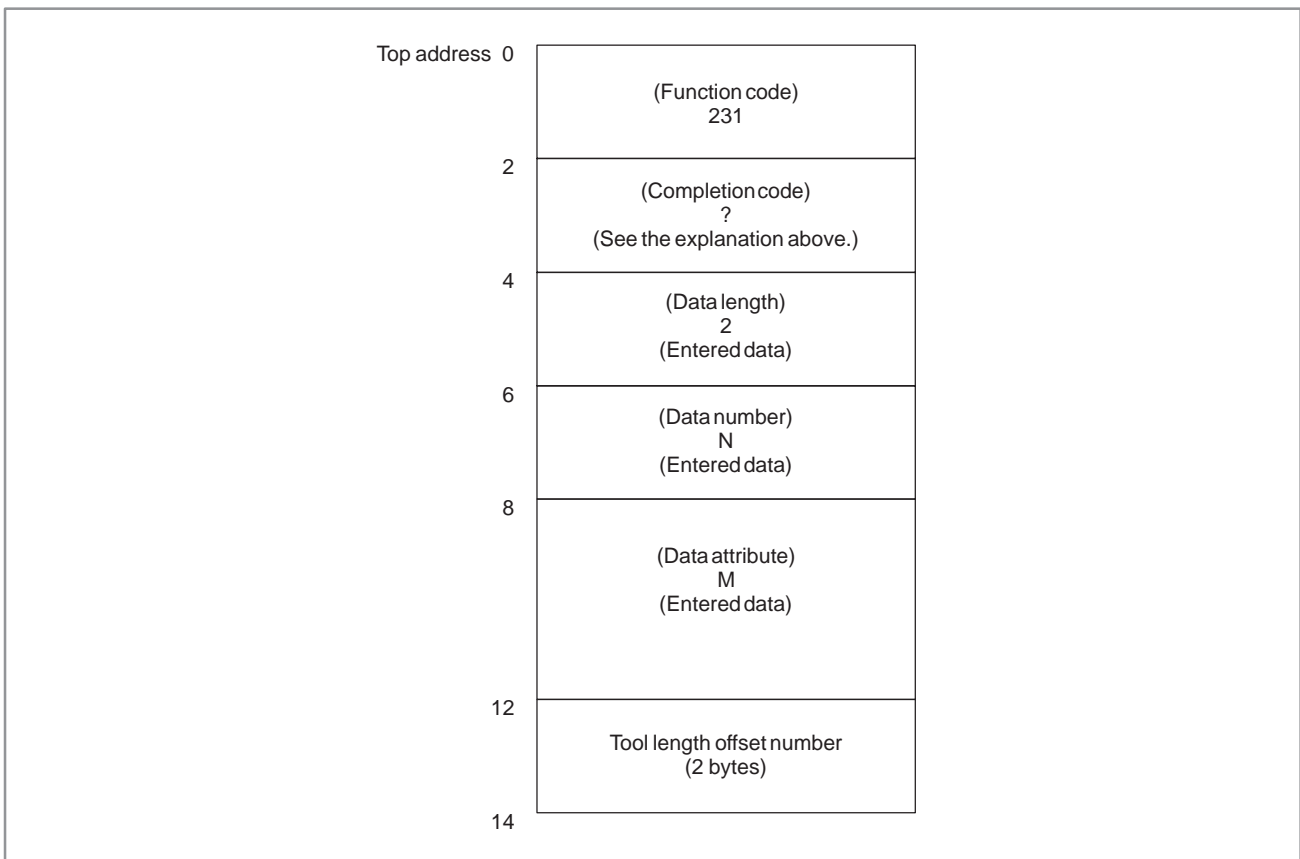 Top address 0
(Function code)
231
2
(Completion code)
?
(See the explanation above.)
4
(Data length)
2
(Entered data)
6
(Data number)
N
(Entered data)
8
(Data attribute)
M
(Entered data)
12
Tool length offset number
(2 bytes)
14